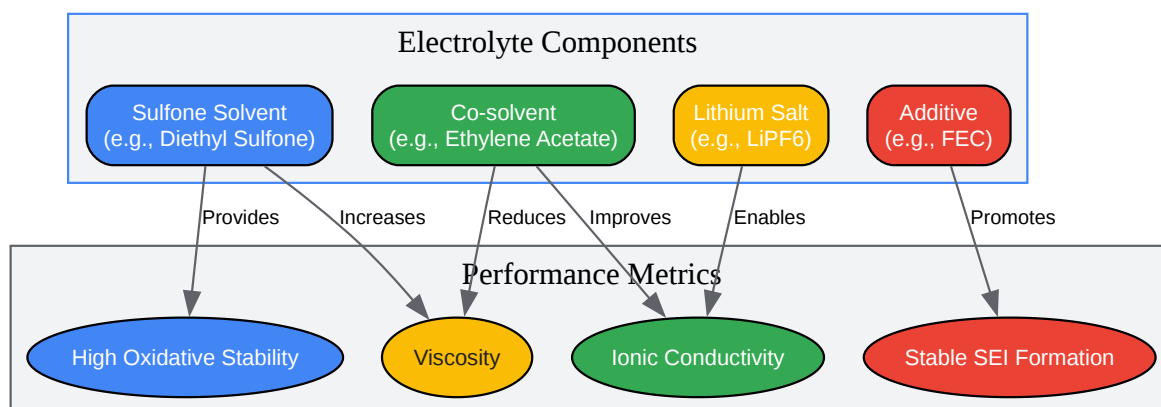 Electrolyte Components
Sulfone Solvent
(e.g., Diethyl Sulfone)
Co-solvent
(e.g., Ethylene Acetate)
Lithium Salt
(e.g., LiPF6)
Additive
(e.g., FEC)
Provides
Increases
Reduces
Improves
Enables
Promotes
Performance Metrics
High Oxidative Stability
Viscosity
Ionic Conductivity
Stable SEI Formation